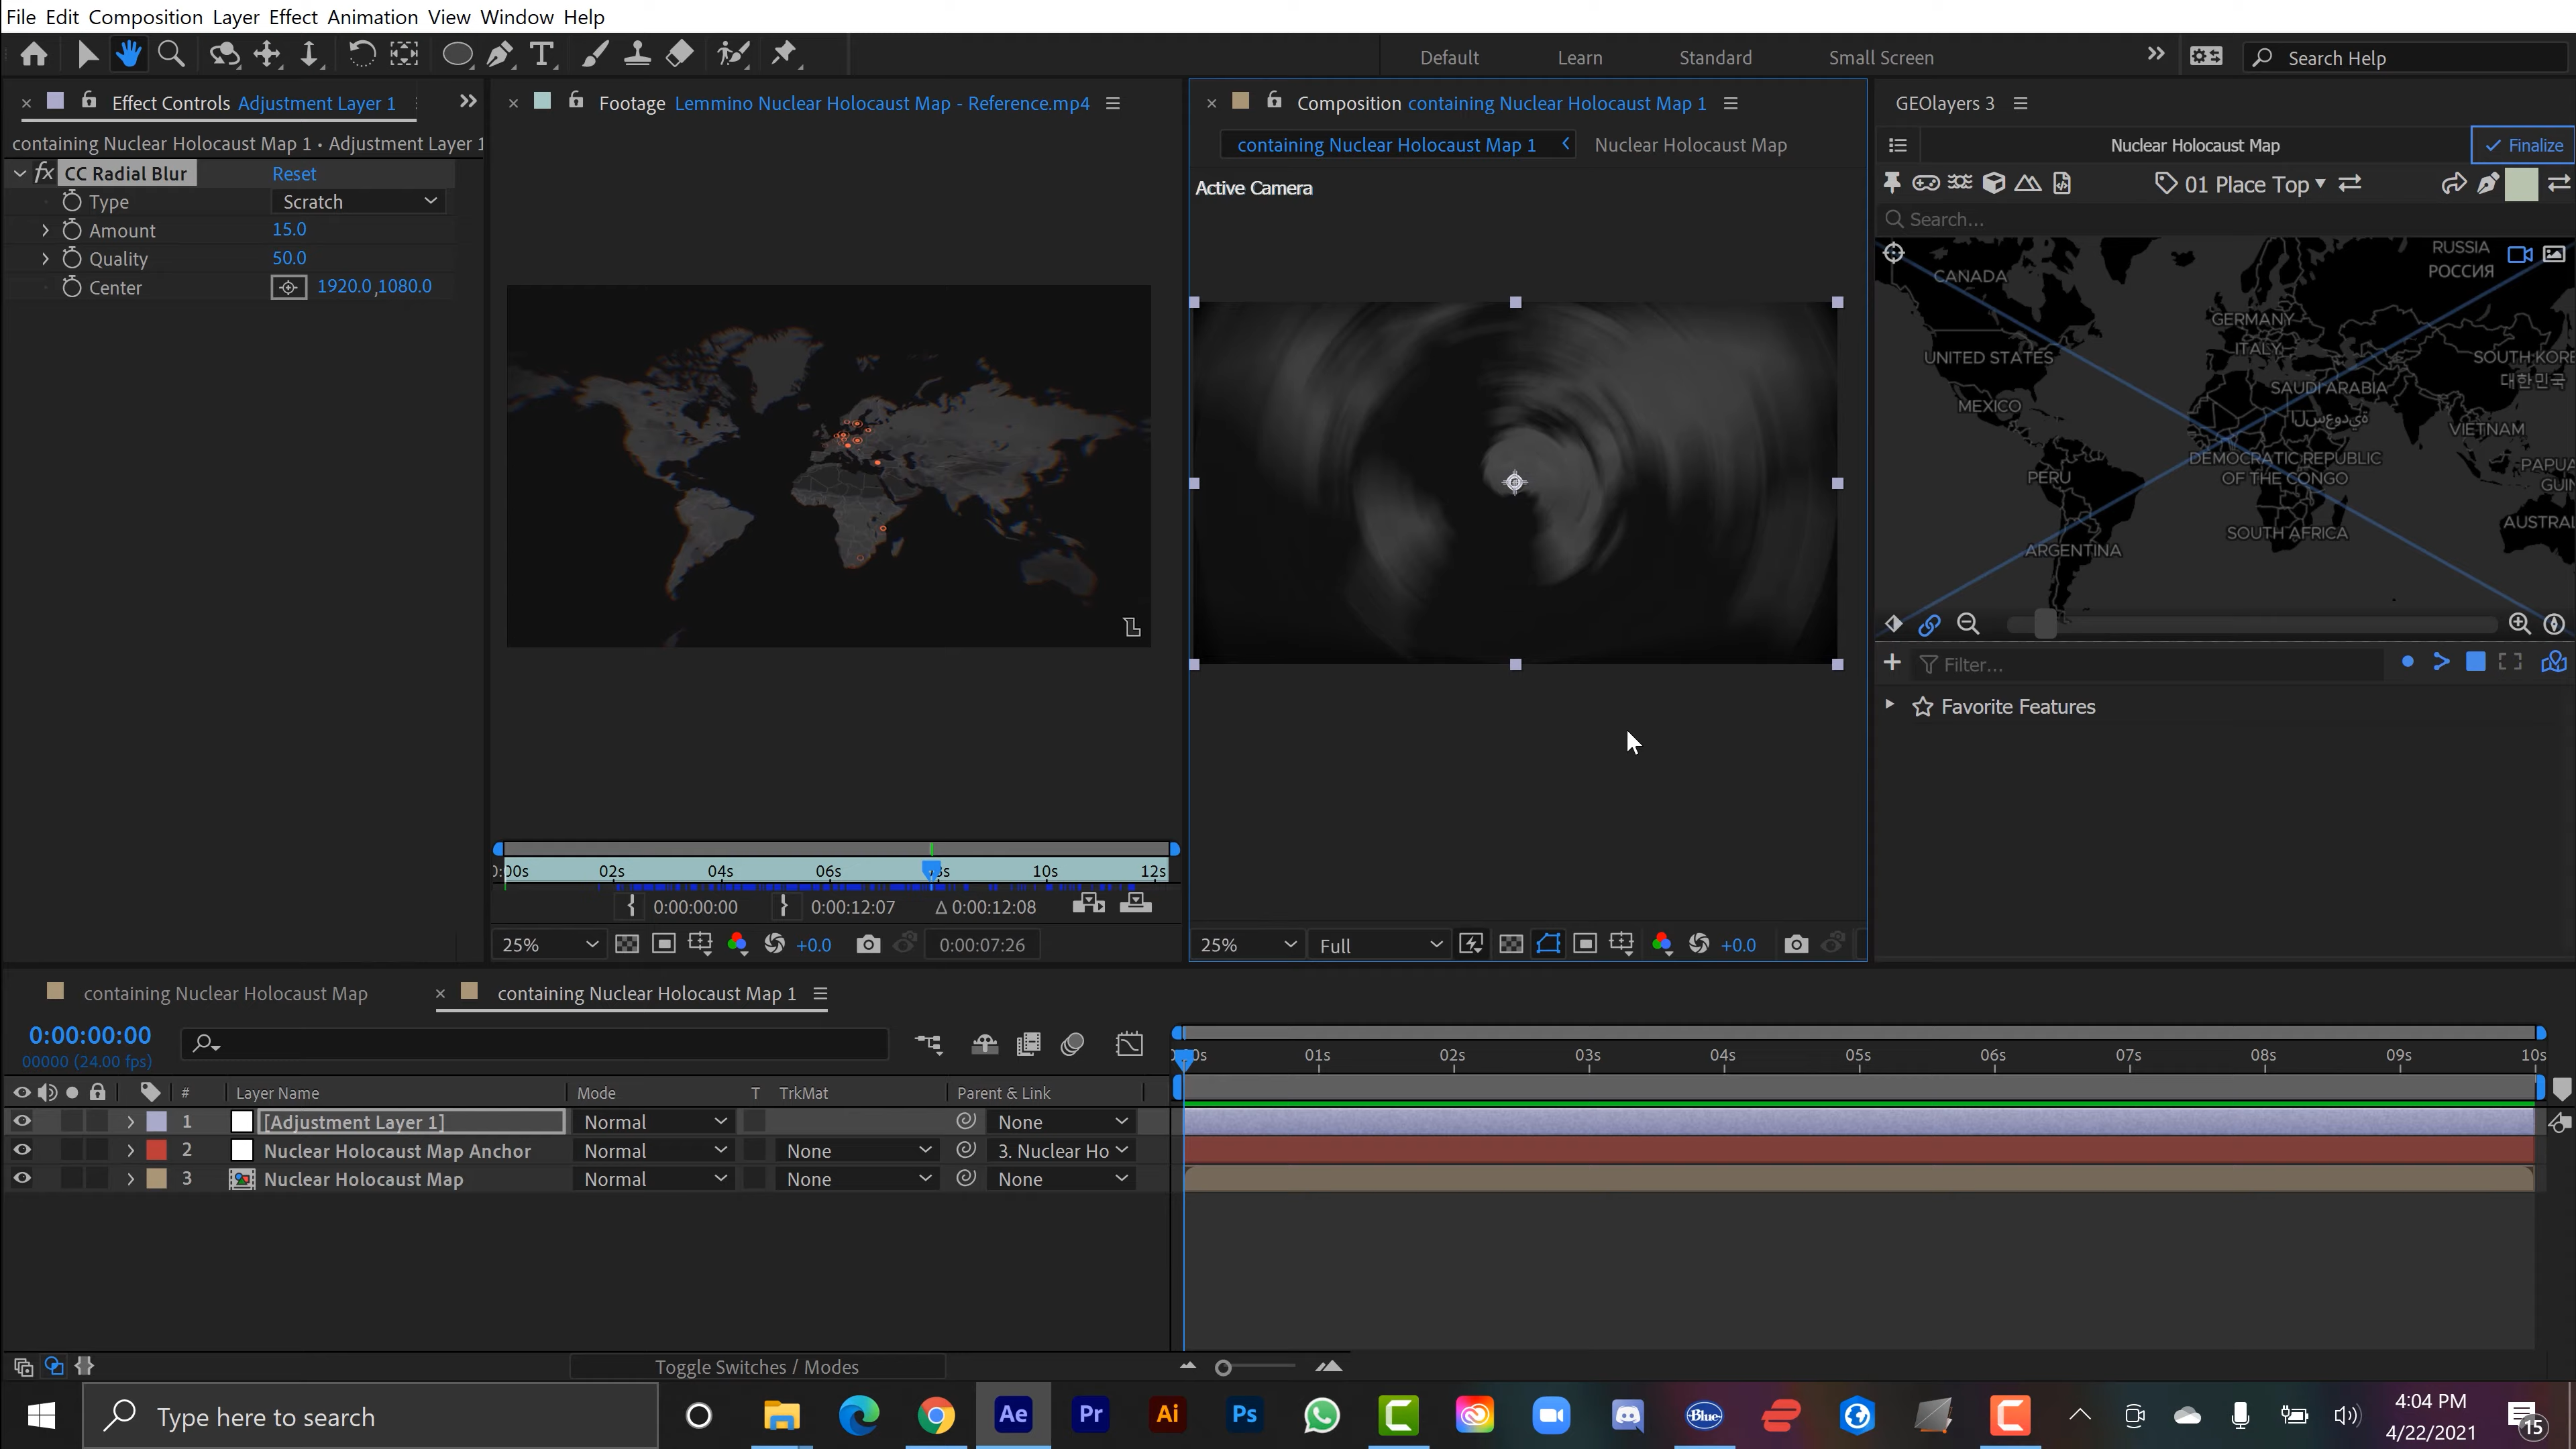 File Edit Composition Layer Effect Animation View Window Help
Default Learn Standard Small Screen Search Help
Effect Controls Adjustment Layer 1
containing Nuclear Holocaust Map 1 • Adjustment Layer 1
fx CC Radial Blur Reset
Type Scratch
Amount 15.0
Quality 50.0
Center 1920.0,1080.0
Footage Lemmino Nuclear Holocaust Map - Reference.mp4
:00s 02s 04s 06s 10s 12s
0:00:00:00 0:00:12:07 Δ 0:00:12:08
25% +0.0 0:00:07:26
Composition containing Nuclear Holocaust Map 1
containing Nuclear Holocaust Map 1 Nuclear Holocaust Map
Active Camera
25% Full +0.0
GEOlayers 3
Nuclear Holocaust Map Finalize
01 Place Top
Search...
RUSSIA
РОССИЯ
CANADA
GERMANY
ITALY
UNITED STATES
SOUTH KORE
대한민국
SAUDI ARABIA
السعودية
MEXICO
VIETNAM
DEMOCRATIC REPUBLIC
OF THE CONGO
PAPU
GUIN
PERU
AUSTRAL
SOUTH AFRICA
ARGENTINA
Filter...
Favorite Features
containing Nuclear Holocaust Map containing Nuclear Holocaust Map 1
0:00:00:00
00000 (24.00 fps)
01s 02s 03s 04s 05s 06s 07s 08s 09s 10s
# Layer Name Mode T TrkMat Parent & Link
1 [Adjustment Layer 1] Normal None
2 Nuclear Holocaust Map Anchor Normal None 3. Nuclear Ho
3 Nuclear Holocaust Map Normal None None
Toggle Switches / Modes
Type here to search
Ae Pr Ai Ps Blue
4:04 PM
4/22/2021
15